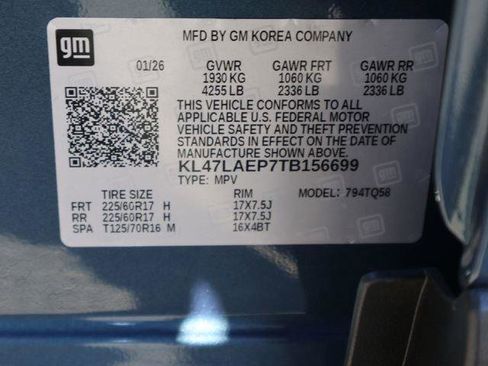 gm
MFD BY GM KOREA COMPANY
01/26 GVWR GAWR FRT GAWR RR
1930 KG 1060 KG 1060 KG
4255 LB 2336 LB 2336 LB
THIS VEHICLE CONFORMS TO ALL
APPLICABLE U.S. FEDERAL MOTOR
VEHICLE SAFETY AND THEFT PREVENTION
STANDARDS IN EFFECT ON THE DATE OF
MANUFACTURE SHOWN ABOVE.
KL47LAEP7TB156699
TYPE: MPV
TIRE SIZE RIM MODEL: 794TQ58
FRT 225/60R17 H 17X7.5J
RR 225/60R17 H 17X7.5J
SPA T125/70R16 M 16X4BT